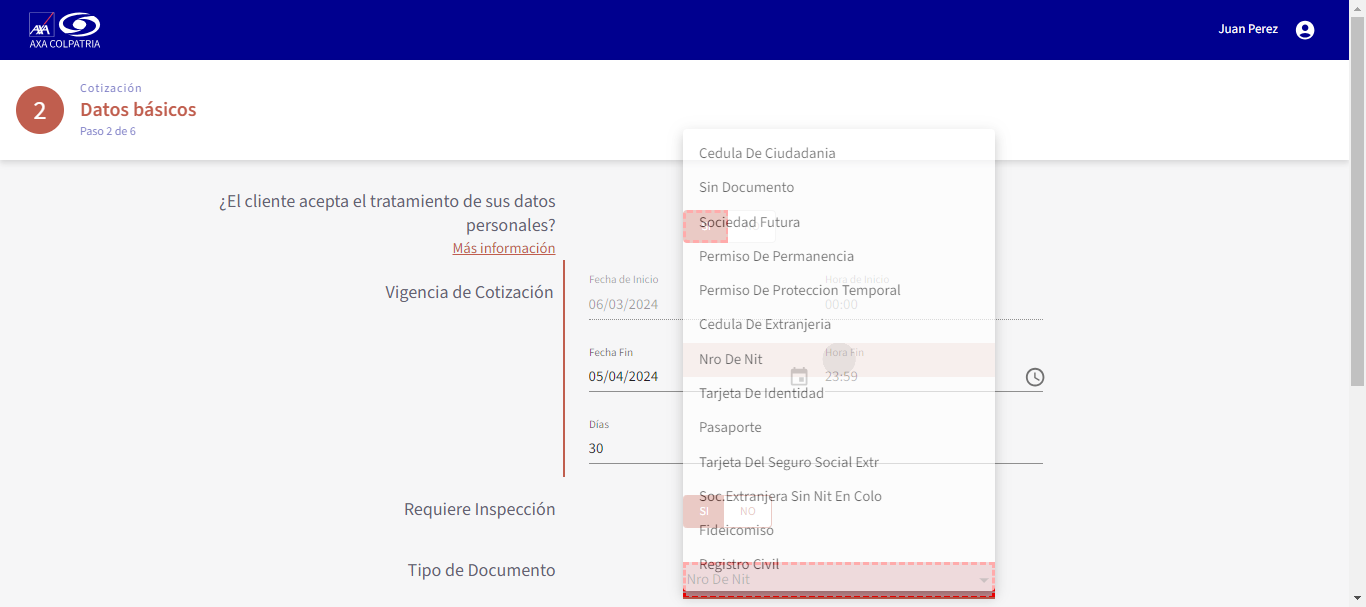 AXA
AXA COLPATRIA
Juan Perez
2
Cotización
Datos básicos
Paso 2 de 6
¿El cliente acepta el tratamiento de sus datos
personales?
Más información
Vigencia de Cotización
Fecha de Inicio
06/03/2024
Hora de Inicio
00:00
Fecha Fin
05/04/2024
Hora Fin
23:59
Días
30
Requiere Inspección
SI
NO
Tipo de Documento
Nro De Nit
Cedula De Ciudadania
Sin Documento
Sociedad Futura
Permiso De Permanencia
Permiso De Proteccion Temporal
Cedula De Extranjeria
Nro De Nit
Tarjeta De Identidad
Pasaporte
Tarjeta Del Seguro Social Extr
Soc.Extranjera Sin Nit En Colo
Fideicomiso
Registro Civil